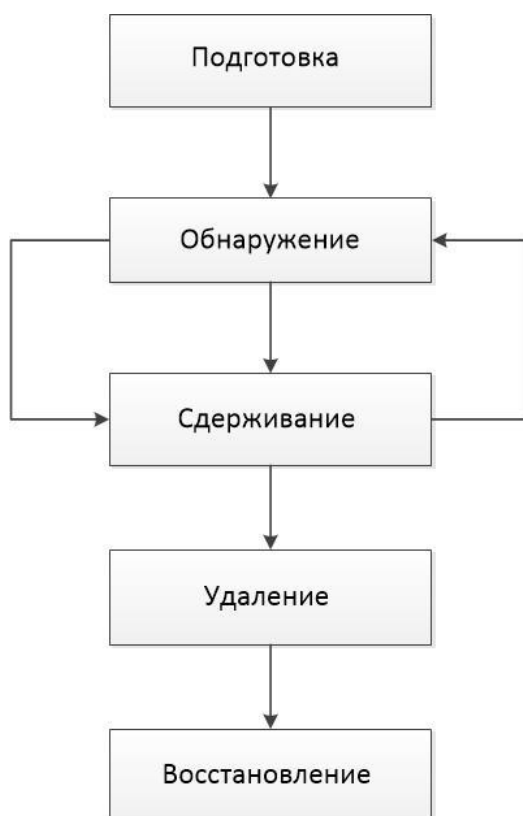 Подготовка
Обнаружение
Сдерживание
Удаление
Восстановление